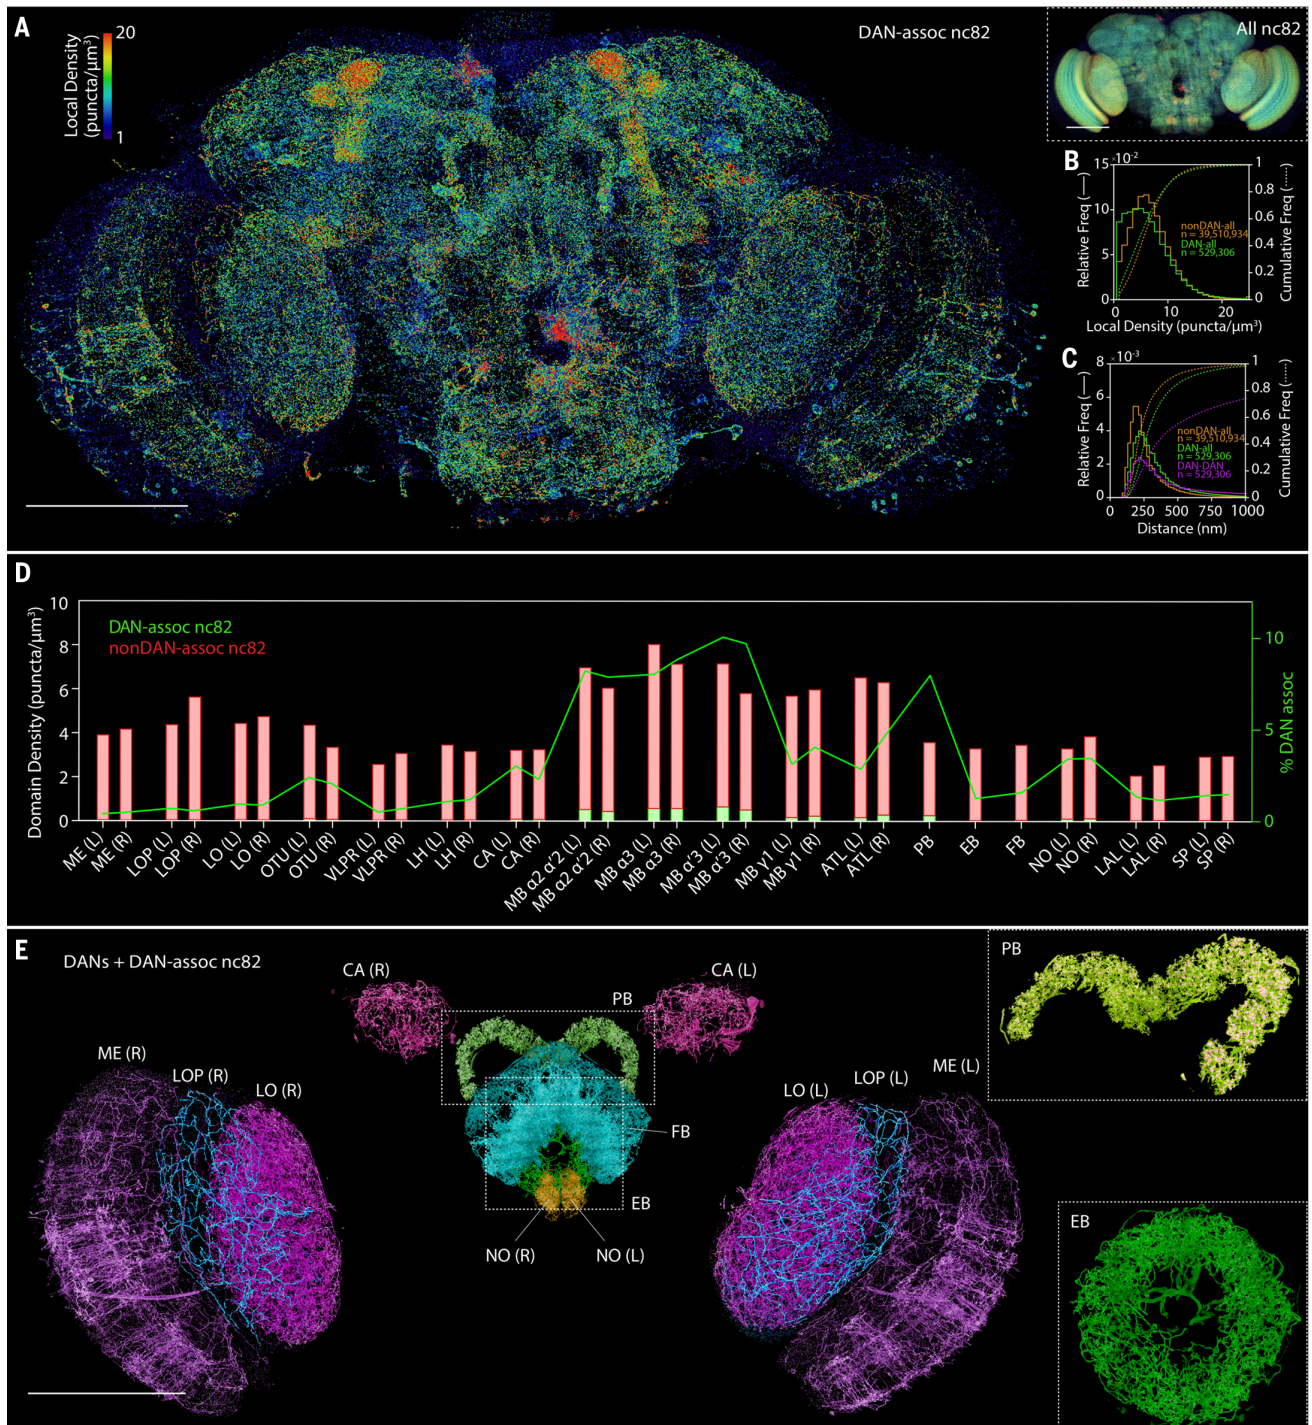 A
DAN-assoc nc82
Local Density
(puncta/μm³)
20
1
All nc82
B
×10⁻²
15
10
5
0
Relative Freq (—)
1
0.8
0.6
0.4
0.2
0
Cumulative Freq (.....)
nonDAN-all
n = 39,510,934
DAN-all
n = 529,306
0 10 20
Local Density (puncta/μm³)
C
×10⁻³
8
6
4
2
0
Relative Freq (—)
1
0.8
0.6
0.4
0.2
0
Cumulative Freq (.....)
nonDAN-all
n = 39,510,934
DAN-all
n = 529,306
DAN-DAN
n = 529,306
0 250 500 750 1000
Distance (nm)
D
Domain Density (puncta/μm³)
10
8
6
4
2
0
DAN-assoc nc82
nonDAN-assoc nc82
10
5
0
% DAN assoc
ME (L)
ME (R)
LOP (L)
LOP (R)
LO (L)
LO (R)
OTU (L)
OTU (R)
VLPR (L)
VLPR (R)
LH (L)
LH (R)
CA (L)
CA (R)
MB α2 α'2 (L)
MB α2 α'2 (R)
MB α3 (L)
MB α3 (R)
MB α'3 (L)
MB α'3 (R)
MB γ1 (L)
MB γ1 (R)
ATL (L)
ATL (R)
PB
EB
FB
NO (L)
NO (R)
LAL (L)
LAL (R)
SP (L)
SP (R)
E
DANs + DAN-assoc nc82
CA (R)
CA (L)
PB
ME (R)
LOP (R)
LO (R)
LO (L)
LOP (L)
ME (L)
FB
EB
NO (R)
NO (L)
PB
EB